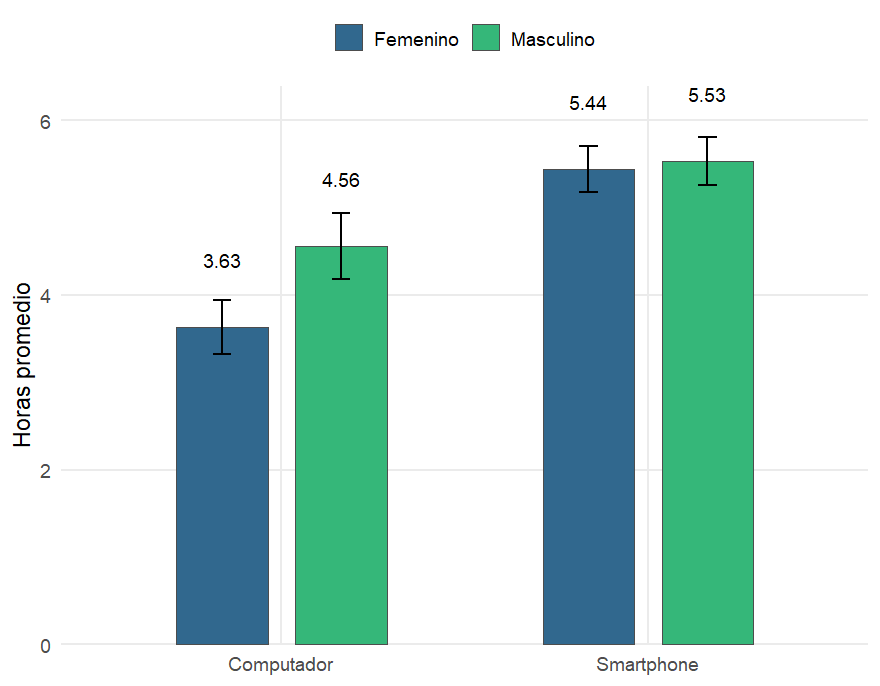 Femenino Masculino
5.44 5.53
6
4.56
3.63
4
Horas promedio
2
0
Computador Smartphone